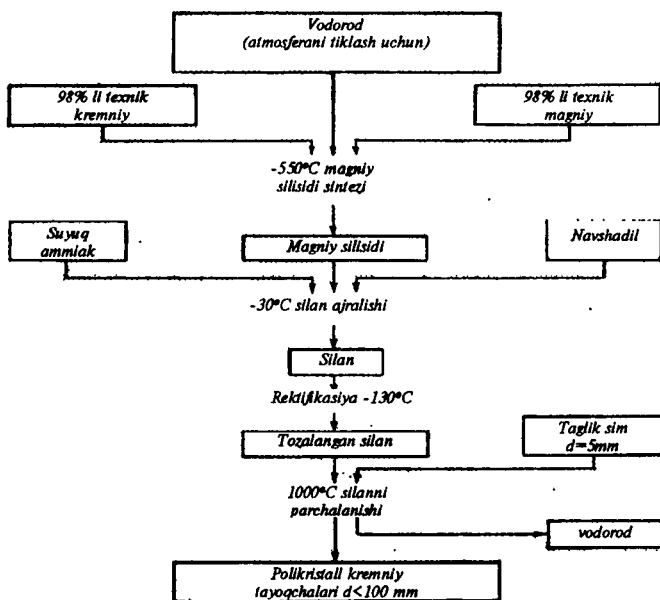 Vodorod
(atmosferani tiklash uchun)
98% li texnik
kremniy
98% li texnik
magniy
-550°C magniy
silisidi sintezi
Suyuq
ammiak
Magniy silisidi
Navshadil
-30°C silan ajralishi
Silan
Rektifikasiya -130°C
Tozalangan silan
Taglik sim
d=5mm
1000°C silanni
parchalanishi
vodorod
Polikristall kremniy
tayoqchalari d<100 mm